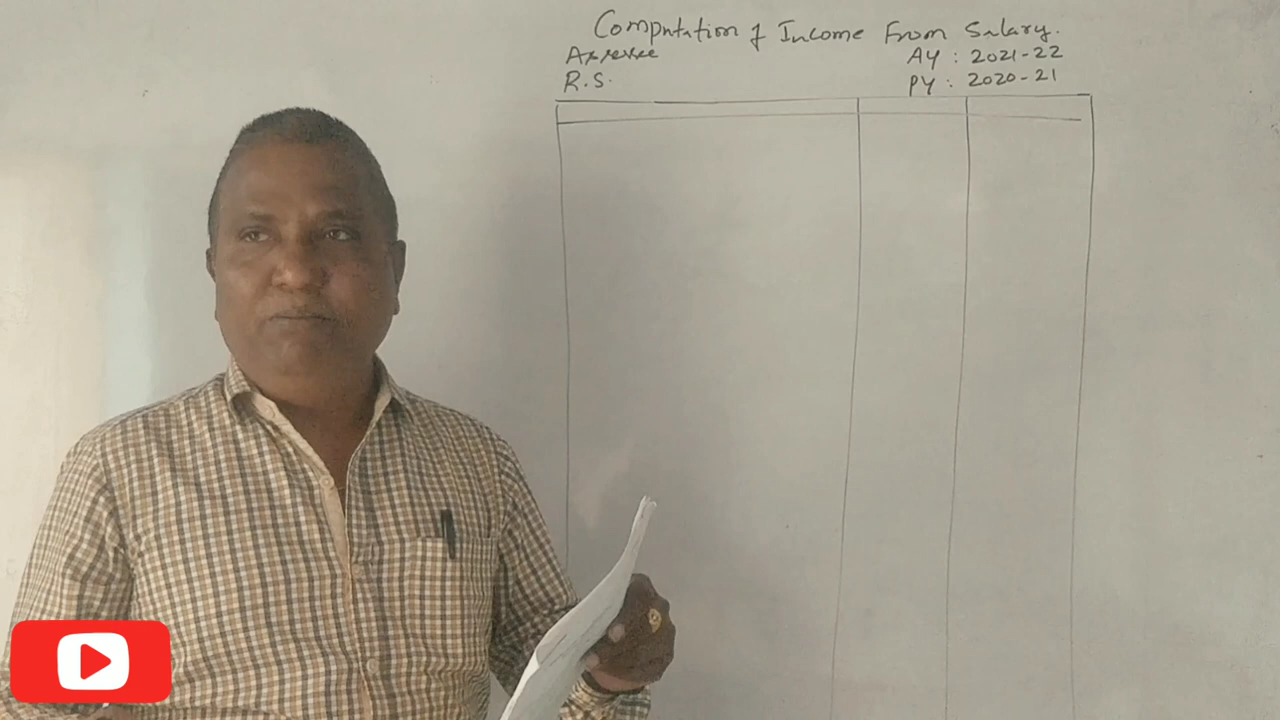 Computation of Income From Salary.
Assessee AY : 2021-22
R.S. PY : 2020-21